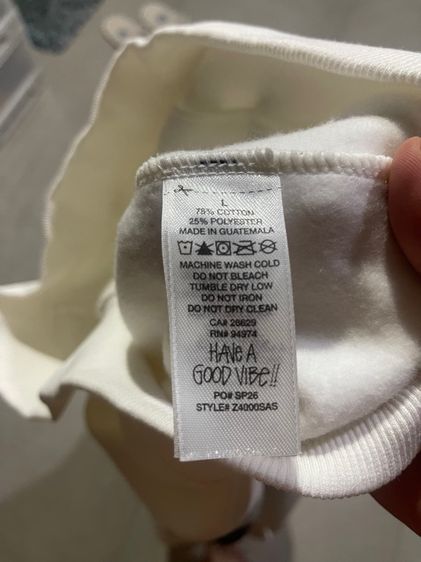 L
75% COTTON
25% POLYESTER
MADE IN GUATEMALA
MACHINE WASH COLD
DO NOT BLEACH
TUMBLE DRY LOW
DO NOT IRON
DO NOT DRY CLEAN
CA# 28629
RN# 94974
HAVE A
GOOD VIBE!!
PO# SP26
STYLE# Z4000SAS